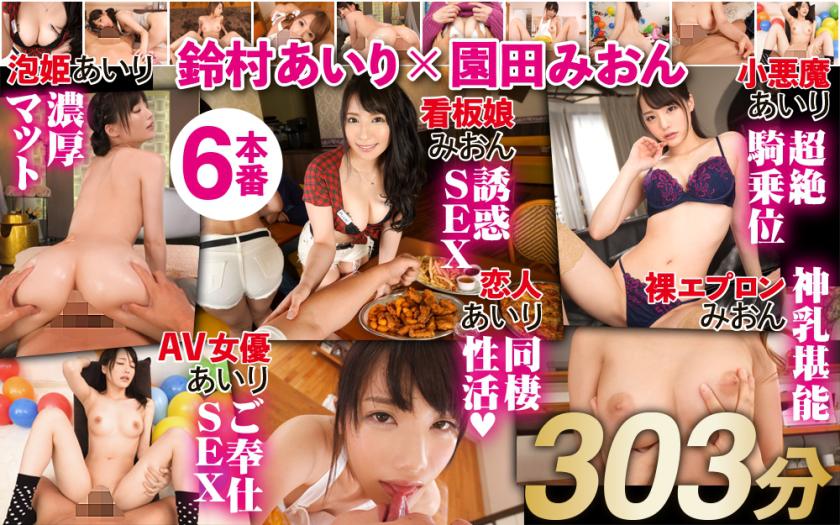 鈴村あいり×園田みおん
泡姫あいり
濃厚
マット
6本番
看板娘
みおん
誘惑
SEX
小悪魔
あいり
超絶
騎乗位
AV女優
あいり
ご奉仕
SEX
恋人
あいり
同棲
性活♥
裸エプロン
みおん
神乳堪能
303分